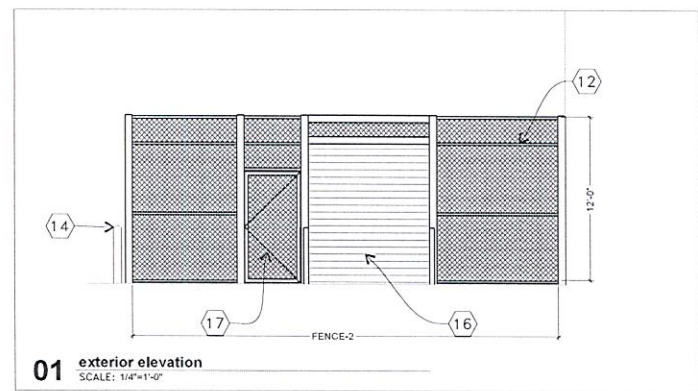 12
12'-0"
14
17
16
FENCE-2
01 exterior elevation
SCALE: 1/4"=1'-0"